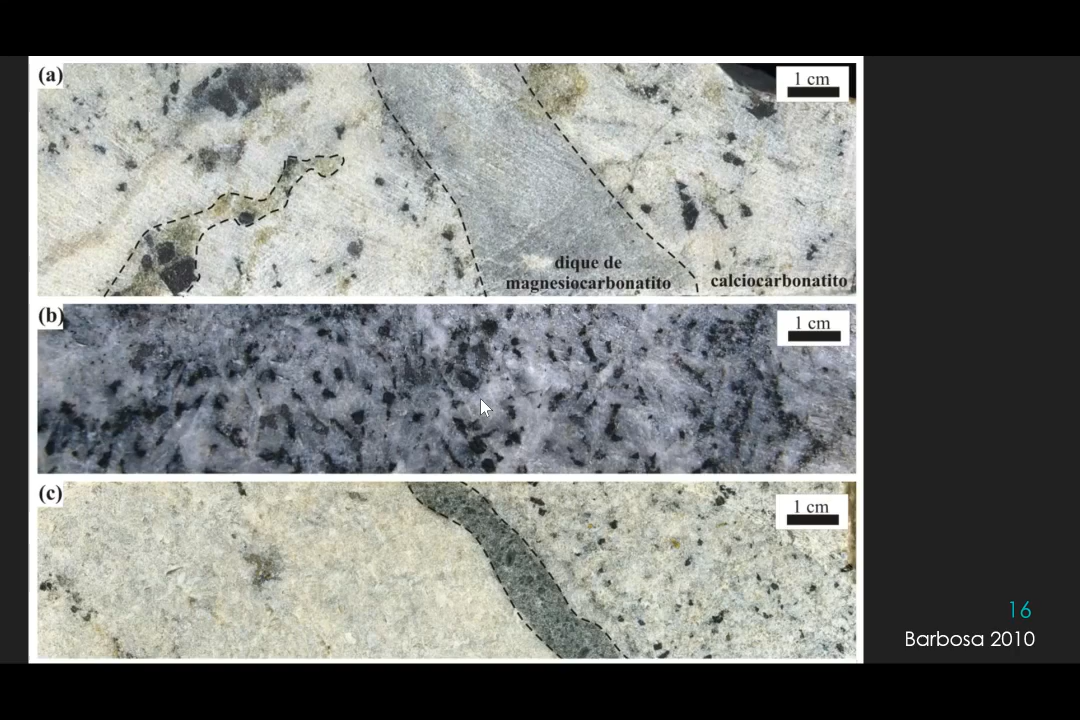 (a)
1 cm
dique de
magnesiocarbonatito
calciocarbonatito
(b)
1 cm
(c)
1 cm
16
Barbosa 2010